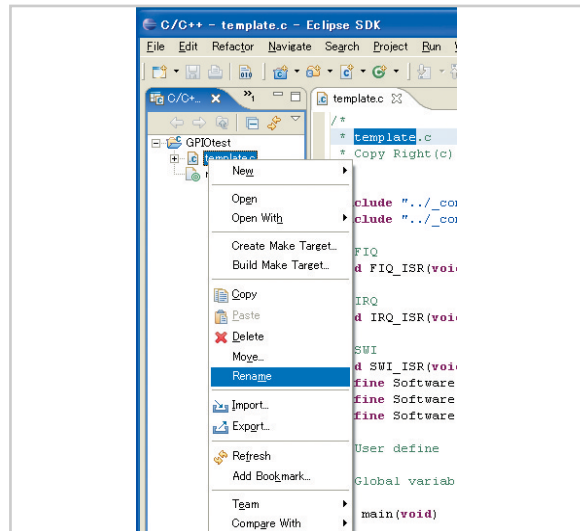 C/C++ - template.c - Eclipse SDK
File Edit Refactor Navigate Search Project Run
C/C+.. 1
template.c
/*
GPIOtest
* template.c
template.c
* Copy Right(c)
New
clude "../_co
Open
Open With
clude "../_co
Create Make Target...
FIQ
Build Make Target...
d FIQ_ISR(voi
Copy
IRQ
Paste
d IRQ_ISR(voi
Delete
SWI
Move...
d SWI_ISR(voi
Rename
fine Software
fine Software
Import...
fine Software
Export...
User define
Refresh
Add Bookmark...
Global variab
Team
main(void)
Compare With